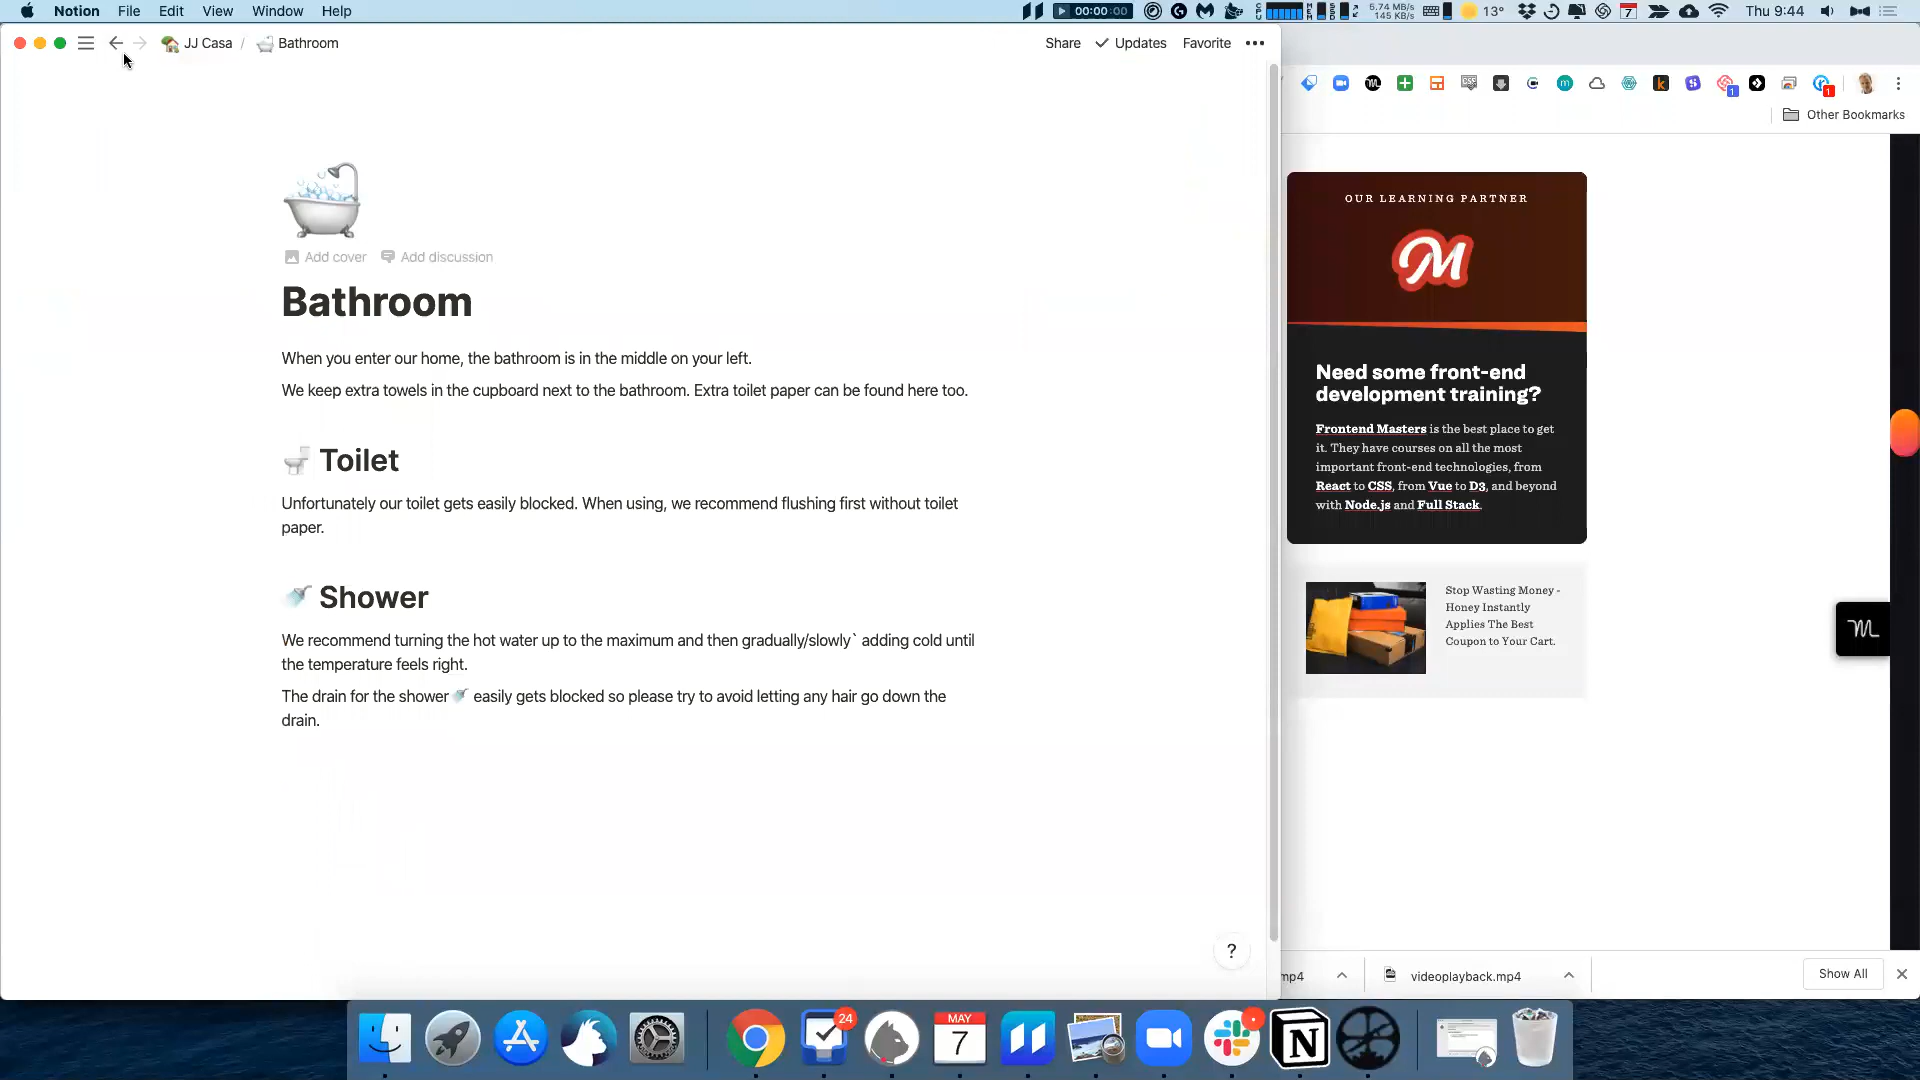 Notion File Edit View Window Help 00:00:00 5.74 MB/s 145 KB/s 13° 7 Thu 9:44
JJ Casa / Bathroom Share Updates Favorite
Other Bookmarks
Add cover Add discussion
Bathroom
When you enter our home, the bathroom is in the middle on your left.
We keep extra towels in the cupboard next to the bathroom. Extra toilet paper can be found here too.
Toilet
Unfortunately our toilet gets easily blocked. When using, we recommend flushing first without toilet
paper.
Shower
We recommend turning the hot water up to the maximum and then gradually/slowly` adding cold until
the temperature feels right.
The drain for the shower easily gets blocked so please try to avoid letting any hair go down the
drain.
?
OUR LEARNING PARTNER
M
Need some front-end
development training?
Frontend Masters is the best place to get
it. They have courses on all the most
important front-end technologies, from
React to CSS, from Vue to D3, and beyond
with Node.js and Full Stack.
Stop Wasting Money -
Honey Instantly
Applies The Best
Coupon to Your Cart.
mp4 videoplayback.mp4 Show All
24
MAY
7
N